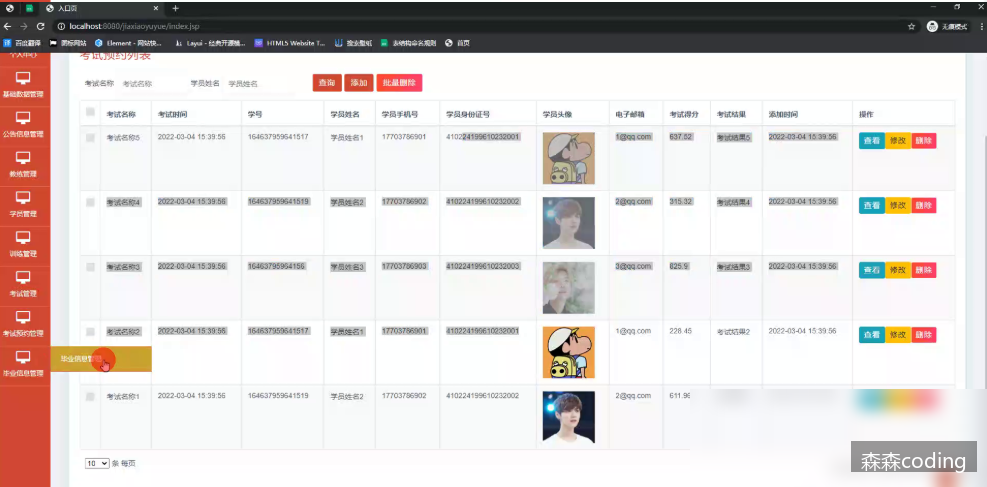 入口页
localhost:8080/jiaxiaoyuyue/index.jsp
无痕模式
百度翻译 图标网站 Element - 网站快... Layui - 经典开源模... HTML5 Website T... 搜索壁纸 表结构命名规则 首页
考试预约列表
考试名称 考试名称 学员姓名 学员姓名 查询 添加 批量删除
基础数据管理
公告信息管理
教练管理
学员管理
训练管理
考试管理
考试预约管理
毕业信息管理
毕业信息管理
考试名称 考试时间 学号 学员姓名 学员手机号 学员身份证号 学员头像 电子邮箱 考试得分 考试结果 添加时间 操作
考试名称5 2022-03-04 15:39:56 164637959641517 学员姓名1 17703786901 410224199610232001 1@qq.com 637.52 考试结果5 2022-03-04 15:39:56 查看 修改 删除
考试名称4 2022-03-04 15:39:56 164637959641519 学员姓名2 17703786902 410224199610232002 2@qq.com 315.32 考试结果4 2022-03-04 15:39:56 查看 修改 删除
考试名称3 2022-03-04 15:39:56 16463795964156 学员姓名3 17703786903 410224199610232003 3@qq.com 825.9 考试结果3 2022-03-04 15:39:56 查看 修改 删除
考试名称2 2022-03-04 15:39:56 164637959641517 学员姓名1 17703786901 410224199610232001 1@qq.com 228.45 考试结果2 2022-03-04 15:39:56 查看 修改 删除
考试名称1 2022-03-04 15:39:56 164637959641519 学员姓名2 17703786902 410224199610232002 2@qq.com 611.98
10 条 每页
森森coding